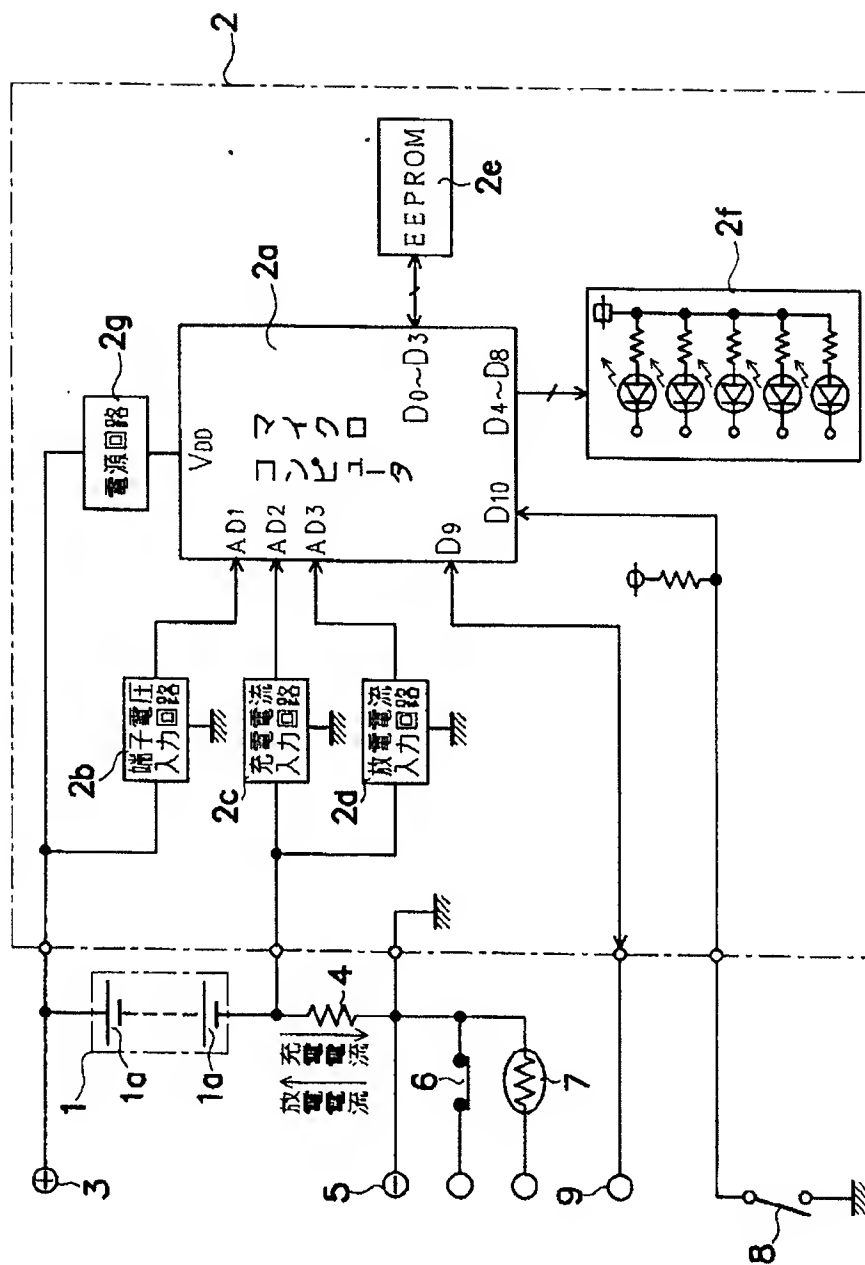 2
電源回路
2g
VDD
マイクロ
コンピュータ
2a
AD1
AD2
AD3
D0~D3
D4~D8
D9
D10
EEPROM
2e
2f
端子電圧
入力回路
2b
充電電流
入力回路
2c
放電電流
入力回路
2d
1
1a
1a
4
放電電流
充電電流
3
5
6
7
9
8